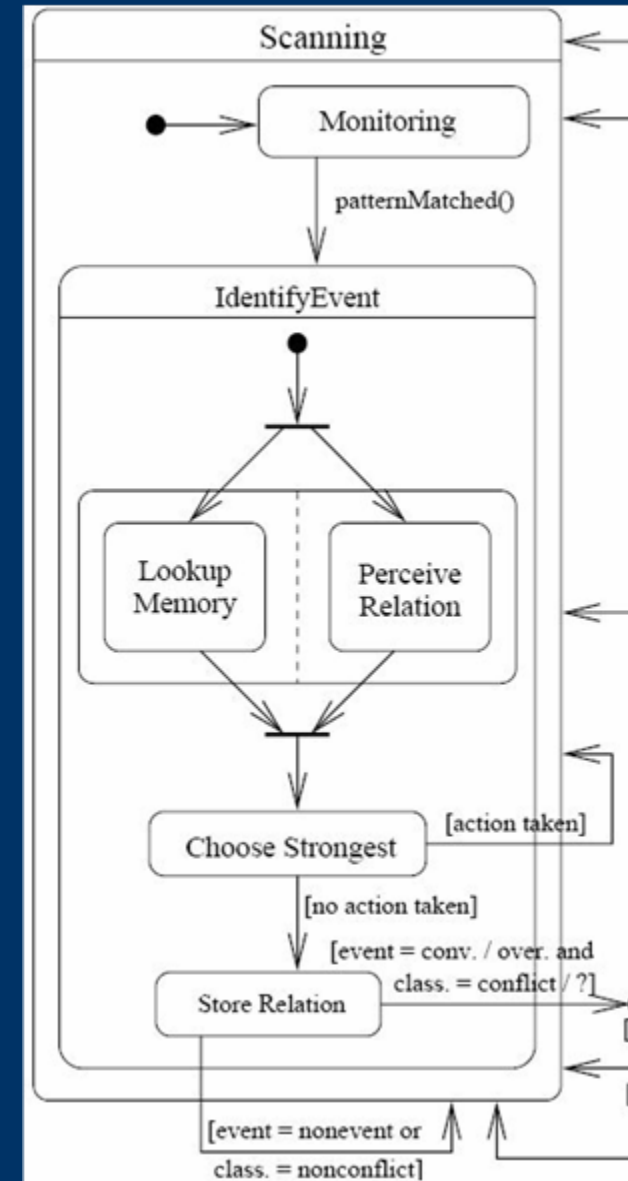 Scanning
Monitoring
patternMatched()
IdentifyEvent
Lookup
Memory
Perceive
Relation
Choose Strongest
[action taken]
[no action taken]
[event = conv. / over. and
class. = conflict / ?]
Store Relation
[
[
[event = nonevent or
class. = nonconflict]